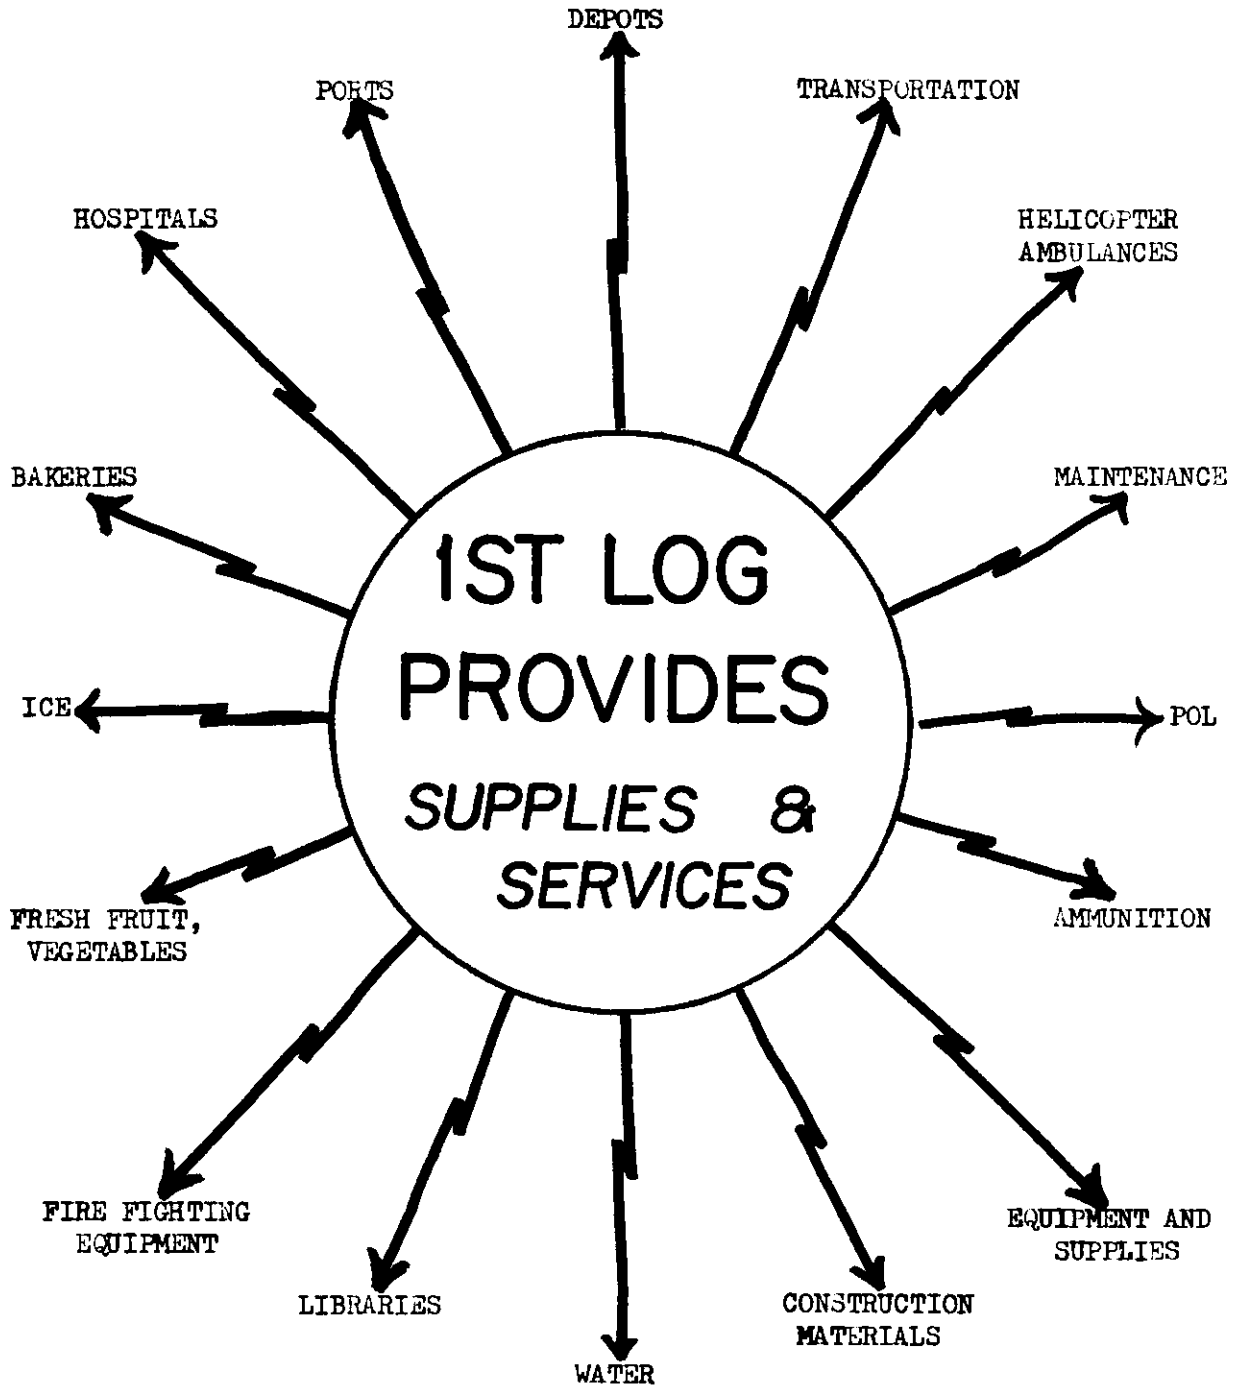 DEPOTS
PORTS
TRANSPORTATION
HOSPITALS
HELICOPTER
AMBULANCES
BAKERIES
MAINTENANCE
1ST LOG
PROVIDES
SUPPLIES &
SERVICES
ICE
POL
FRESH FRUIT,
VEGETABLES
AMMUNITION
FIRE FIGHTING
EQUIPMENT
EQUIPMENT AND
SUPPLIES
LIBRARIES
CONSTRUCTION
MATERIALS
WATER